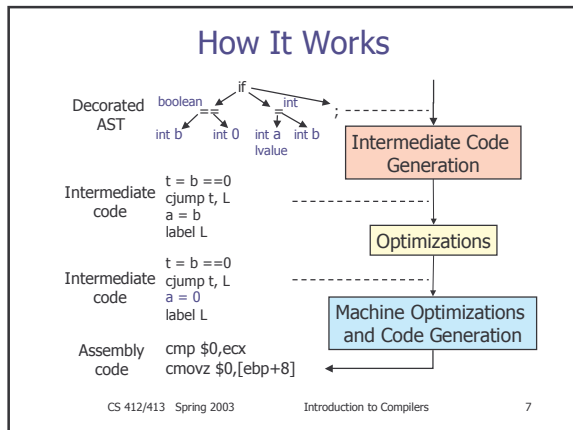 How It Works
Decorated
AST
if
boolean
==
int
=
;
int b
int 0
int a
lvalue
int b
Intermediate Code
Generation
Intermediate
code
t = b ==0
cjump t, L
a = b
label L
Optimizations
Intermediate
code
t = b ==0
cjump t, L
a = 0
label L
Machine Optimizations
and Code Generation
Assembly
code
cmp $0,ecx
cmovz $0,[ebp+8]
CS 412/413 Spring 2003
Introduction to Compilers
7